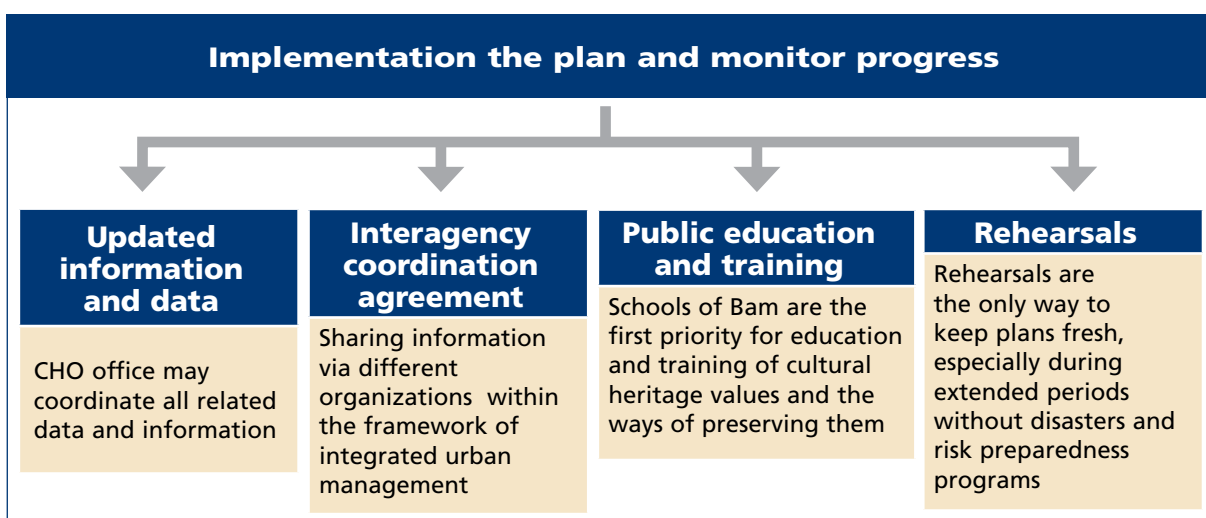 Implementation the plan and monitor progress
Updated
information
and data
CHO office may
coordinate all related
data and information
Interagency
coordination
agreement
Sharing information
via different
organizations within
the framework of
integrated urban
management
Public education
and training
Schools of Bam are the
first priority for education
and training of cultural
heritage values and the
ways of preserving them
Rehearsals
Rehearsals are
the only way to
keep plans fresh,
especially during
extended periods
without disasters and
risk preparedness
programs